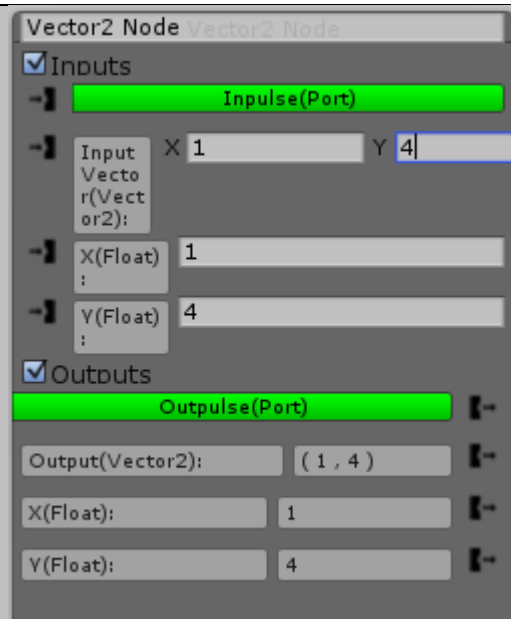 Vector2 Node Vector2 Node
Inputs
Inpulse(Port)
Input
Vecto
r(Vect
or2):
X 1 Y 4
X(Float)
:
1
Y(Float)
:
4
Outputs
Outpulse(Port)
Output(Vector2): ( 1 , 4 )
X(Float): 1
Y(Float): 4